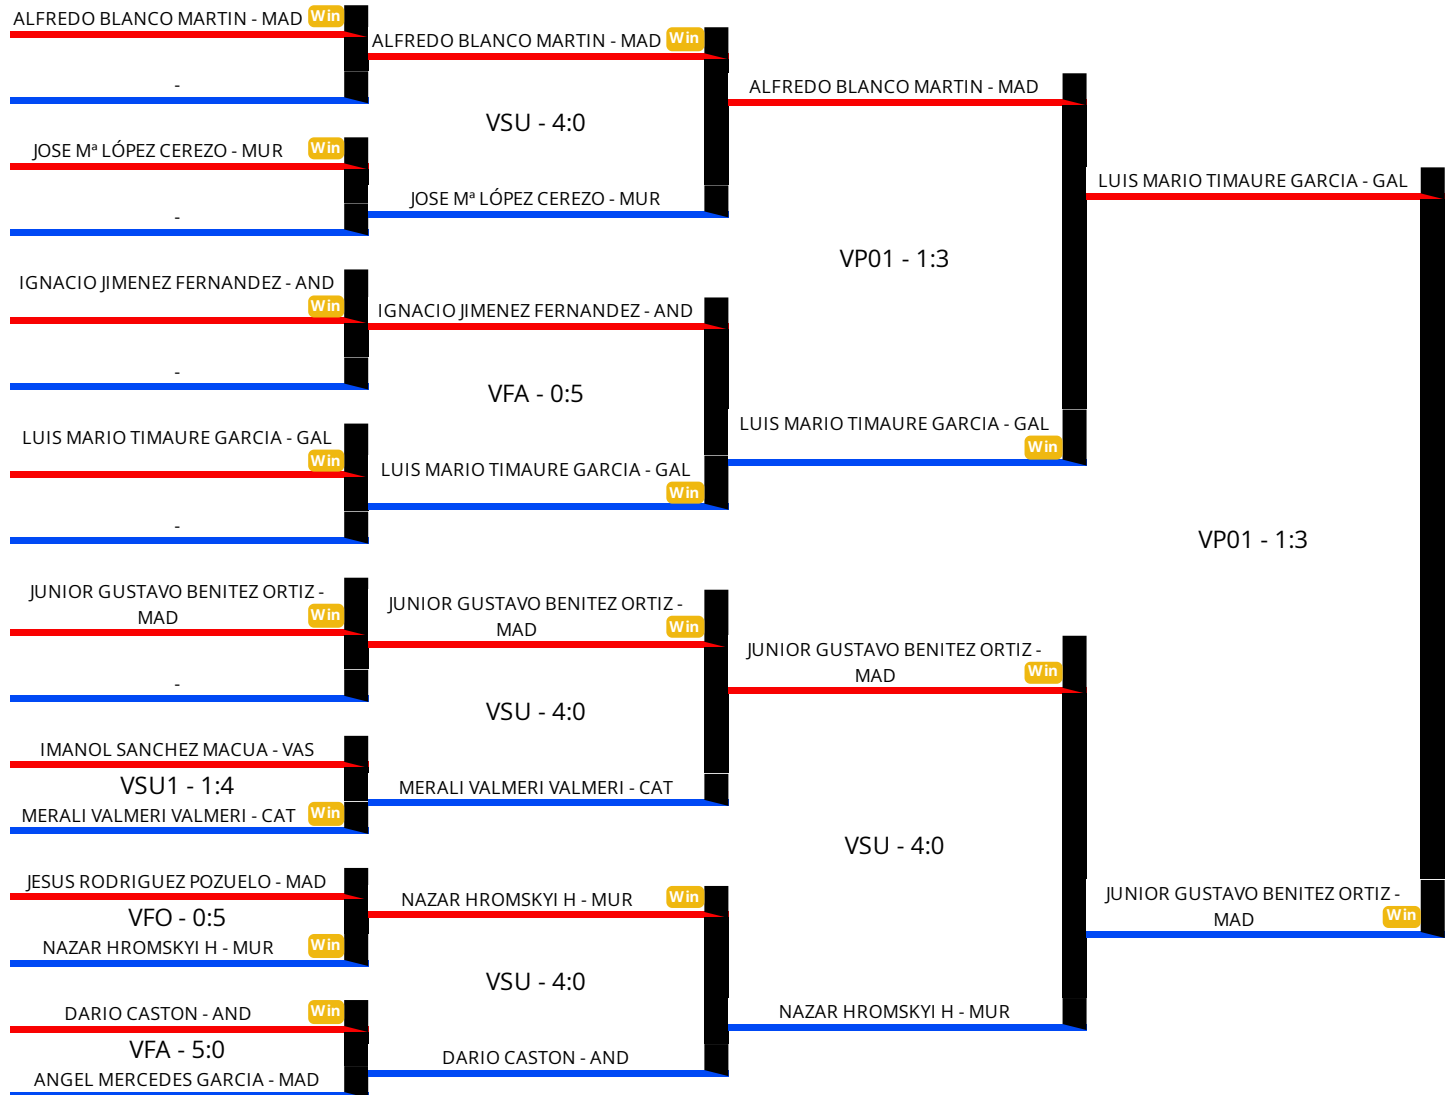 ALFREDO BLANCO MARTIN - MAD Win
-
JOSE Mª LÓPEZ CEREZO - MUR Win
-
IGNACIO JIMENEZ FERNANDEZ - AND
Win
-
LUIS MARIO TIMAURE GARCIA - GAL
Win
-
JUNIOR GUSTAVO BENITEZ ORTIZ -
MAD Win
-
IMANOL SANCHEZ MACUA - VAS
VSU1 - 1:4
MERALI VALMERI VALMERI - CAT Win
JESUS RODRIGUEZ POZUELO - MAD
VFO - 0:5
NAZAR HROMSKYI H - MUR Win
DARIO CASTON - AND Win
VFA - 5:0
ANGEL MERCEDES GARCIA - MAD
ALFREDO BLANCO MARTIN - MAD Win
VSU - 4:0
JOSE Mª LÓPEZ CEREZO - MUR
IGNACIO JIMENEZ FERNANDEZ - AND
VFA - 0:5
LUIS MARIO TIMAURE GARCIA - GAL
Win
JUNIOR GUSTAVO BENITEZ ORTIZ -
MAD Win
VSU - 4:0
MERALI VALMERI VALMERI - CAT
NAZAR HROMSKYI H - MUR Win
VSU - 4:0
DARIO CASTON - AND
ALFREDO BLANCO MARTIN - MAD
VP01 - 1:3
LUIS MARIO TIMAURE GARCIA - GAL
Win
JUNIOR GUSTAVO BENITEZ ORTIZ -
MAD Win
VSU - 4:0
NAZAR HROMSKYI H - MUR
LUIS MARIO TIMAURE GARCIA - GAL
VP01 - 1:3
JUNIOR GUSTAVO BENITEZ ORTIZ -
MAD Win